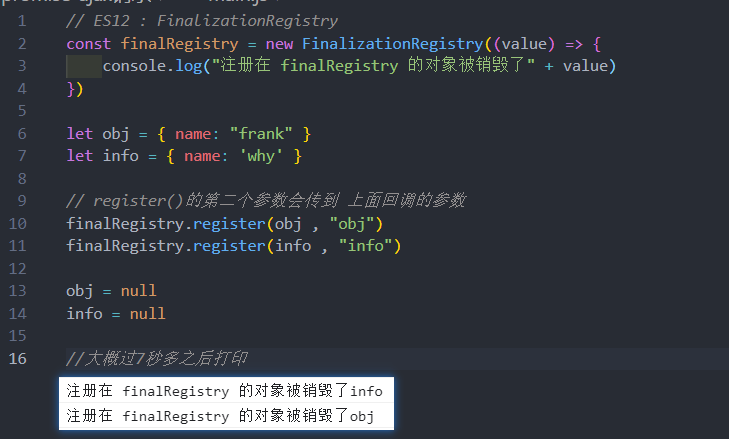 1 // ES12 : FinalizationRegistry
2 const finalRegistry = new FinalizationRegistry((value) => {
3 console.log("注册在 finalRegistry 的对象被销毁了" + value)
4 })
5
6 let obj = { name: "frank" }
7 let info = { name: 'why' }
8
9 // register()的第二个参数会传到 上面回调的参数
10 finalRegistry.register(obj , "obj")
11 finalRegistry.register(info , "info")
12
13 obj = null
14 info = null
15
16 //大概过7秒多之后打印
注册在 finalRegistry 的对象被销毁了info
注册在 finalRegistry 的对象被销毁了obj